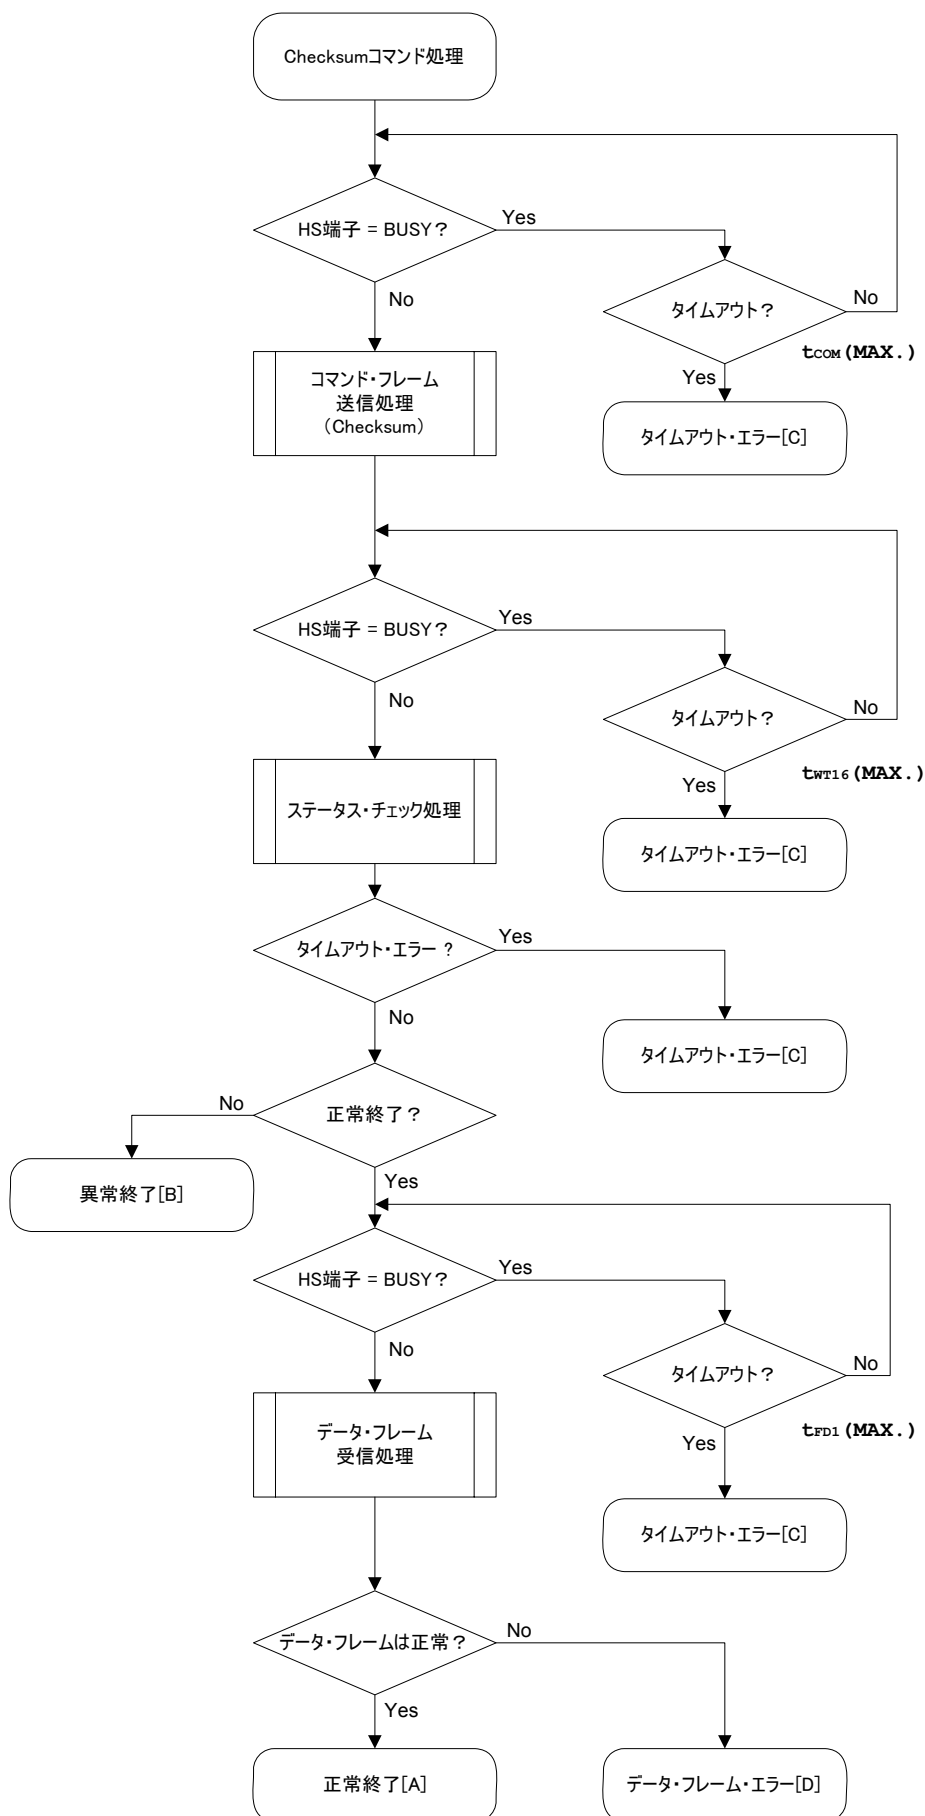 Checksumコマンド処理
HS端子 = BUSY?
Yes
No
タイムアウト?
No
tCOM(MAX.)
Yes
タイムアウト・エラー[C]
コマンド・フレーム
送信処理
(Checksum)
HS端子 = BUSY?
Yes
No
タイムアウト?
No
tWT16(MAX.)
Yes
タイムアウト・エラー[C]
ステータス・チェック処理
タイムアウト・エラー?
Yes
No
タイムアウト・エラー[C]
正常終了?
No
異常終了[B]
Yes
HS端子 = BUSY?
Yes
No
タイムアウト?
No
tFD1(MAX.)
Yes
タイムアウト・エラー[C]
データ・フレーム
受信処理
データ・フレームは正常?
No
Yes
正常終了[A]
データ・フレーム・エラー[D]